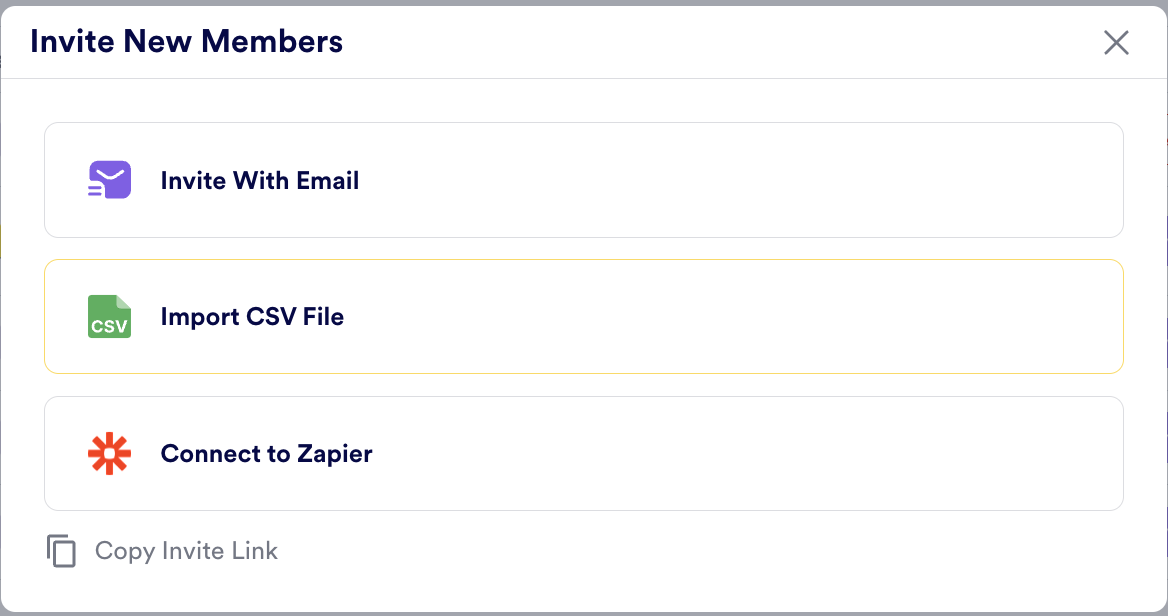 Invite New Members
Invite With Email
CSV
Import CSV File
Connect to Zapier
Copy Invite Link